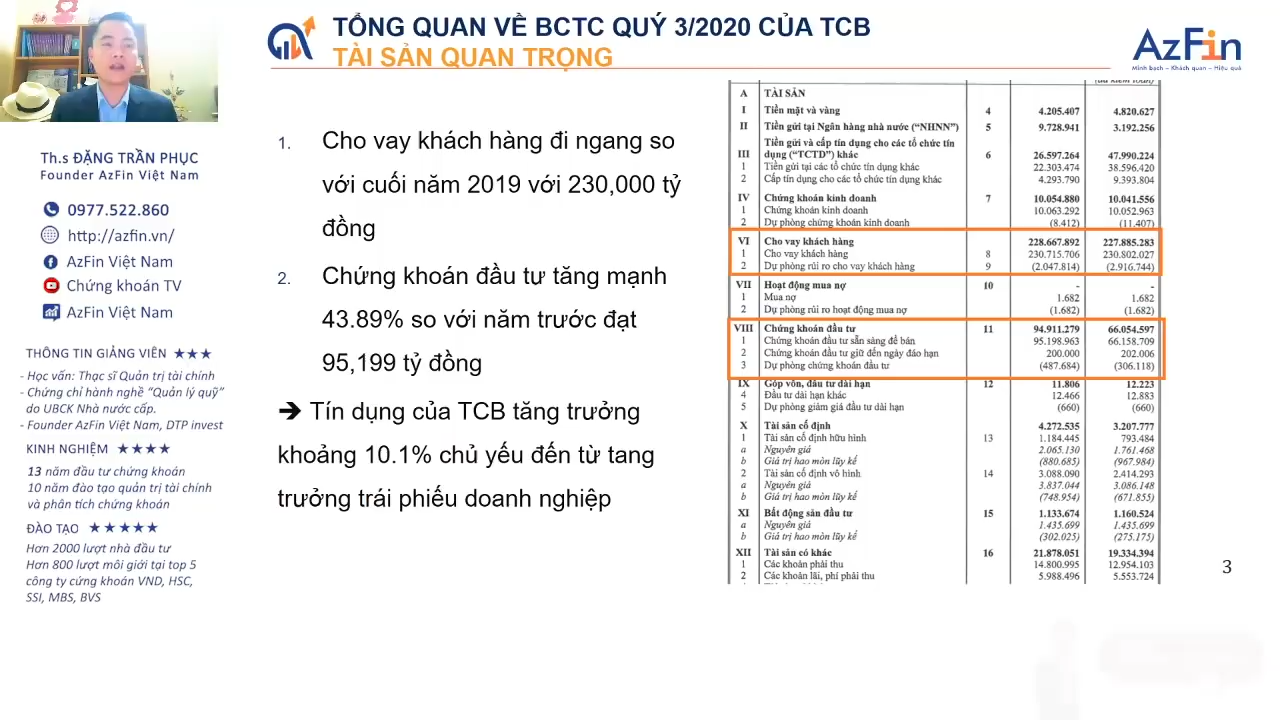 TỔNG QUAN VỀ BCTC QUÝ 3/2020 CỦA TCB
TÀI SẢN QUAN TRỌNG
AzFin
Minh bạch – Khách quan – Hiệu quả
Th.s ĐẶNG TRẦN PHỤC
Founder AzFin Việt Nam
0977.522.860
http://azfin.vn/
AzFin Việt Nam
Chứng khoán TV
AzFin Việt Nam
THÔNG TIN GIẢNG VIÊN ★★★
- Học vấn: Thạc sĩ Quản trị tài chính
- Chứng chỉ hành nghề “Quản lý quỹ”
do UBCK Nhà nước cấp.
- Founder AzFin Việt Nam, DTP invest
KINH NGHIỆM ★★★★
13 năm đầu tư chứng khoán
10 năm đào tạo quản trị tài chính
và phân tích chứng khoán
ĐÀO TẠO ★★★★★
Hơn 2000 lượt nhà đầu tư
Hơn 800 lượt môi giới tại top 5
công ty cứng khoán VND, HSC,
SSI, MBS, BVS
1. Cho vay khách hàng đi ngang so
với cuối năm 2019 với 230,000 tỷ
đồng
2. Chứng khoán đầu tư tăng mạnh
43.89% so với năm trước đạt
95,199 tỷ đồng
➔ Tín dụng của TCB tăng trưởng
khoảng 10.1% chủ yếu đến từ tang
trưởng trái phiếu doanh nghiệp
A TÀI SẢN
I Tiền mặt và vàng 4 4.205.407 4.820.627
II Tiền gửi tại Ngân hàng nhà nước (“NHNN”) 5 9.728.941 3.192.256
Tiền gửi và cấp tín dụng cho các tổ chức tín
III dụng (“TCTD”) khác 6 26.597.264 47.990.224
1 Tiền gửi tại các tổ chức tín dụng khác 22.303.474 38.596.420
2 Cấp tín dụng cho các tổ chức tín dụng khác 4.293.790 9.393.804
IV Chứng khoán kinh doanh 7 10.054.880 10.041.556
1 Chứng khoán kinh doanh 10.063.292 10.052.963
2 Dự phòng chứng khoán kinh doanh (8.412) (11.407)
VI Cho vay khách hàng 228.667.892 227.885.283
1 Cho vay khách hàng 8 230.715.706 230.802.027
2 Dự phòng rủi ro cho vay khách hàng 9 (2.047.814) (2.916.744)
VII Hoạt động mua nợ 10 - -
1 Mua nợ 1.682 1.682
2 Dự phòng rủi ro hoạt động mua nợ (1.682) (1.682)
VIII Chứng khoán đầu tư 11 94.911.279 66.054.597
1 Chứng khoán đầu tư sẵn sàng để bán 95.198.963 66.158.709
2 Chứng khoán đầu tư giữ đến ngày đáo hạn 200.000 202.006
3 Dự phòng chứng khoán đầu tư (487.684) (306.118)
IX Góp vốn, đầu tư dài hạn 12 11.806 12.223
4 Đầu tư dài hạn khác 12.466 12.883
5 Dự phòng giảm giá đầu tư dài hạn (660) (660)
X Tài sản cố định 4.272.535 3.207.777
1 Tài sản cố định hữu hình 13 1.184.445 793.484
a Nguyên giá 2.065.130 1.761.468
b Giá trị hao mòn lũy kế (880.685) (967.984)
2 Tài sản cố định vô hình 14 3.088.090 2.414.293
a Nguyên giá 3.837.044 3.086.148
b Giá trị hao mòn lũy kế (748.954) (671.855)
XI Bất động sản đầu tư 15 1.133.674 1.160.524
a Nguyên giá 1.435.699 1.435.699
b Giá trị hao mòn lũy kế (302.025) (275.175)
XII Tài sản có khác 16 21.878.051 19.334.394
1 Các khoản phải thu 14.800.995 12.954.103
2 Các khoản lãi, phí phải thu 5.988.496 5.553.724
3